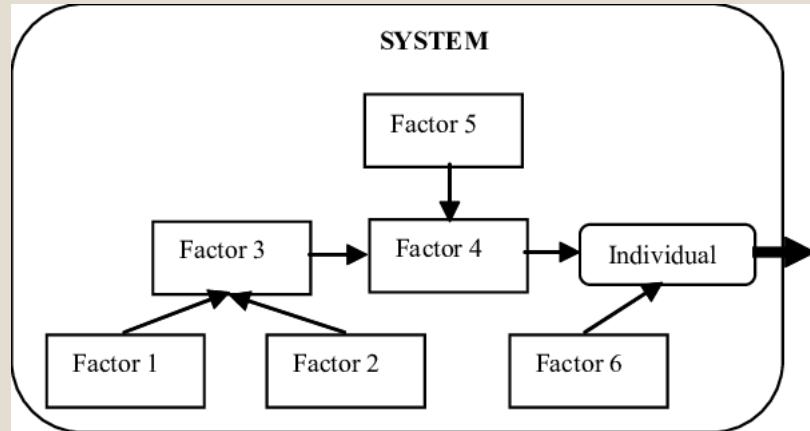 SYSTEM
Factor 5
Factor 3
Factor 4
Individual
Factor 1
Factor 2
Factor 6